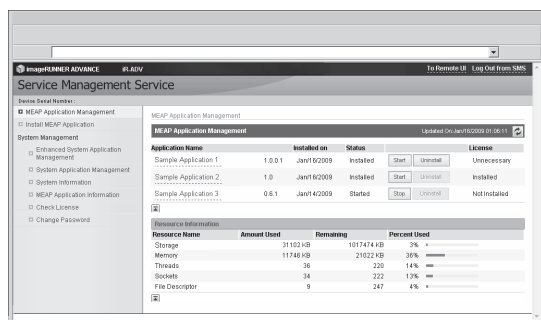 imageRUNNER ADVANCE iR-ADV To Remote UI Log Out from SMS
Service Management Service
Device Serial Number:
MEAP Application Management
Install MEAP Application
System Management
Enhanced System Application Management
System Application Management
System Information
MEAP Application Information
Check License
Change Password
MEAP Application Management
MEAP Application Management Updated On:Jan/16/2009 01:06:11
Application Name Installed on Status License
Sample Application 1 1.0.0.1 Jan/16/2009 Installed Start Uninstall Unnecessary
Sample Application 2 1.0 Jan/16/2009 Installed Start Uninstall Installed
Sample Application 3 0.6.1 Jan/14/2009 Started Stop Uninstall Not Installed
Resource Information
Resource Name Amount Used Remaining Percent Used
Storage 31102 KB 1017474 KB 3%
Memory 11746 KB 21022 KB 36%
Threads 36 220 14%
Sockets 34 222 13%
File Descriptor 9 247 4%